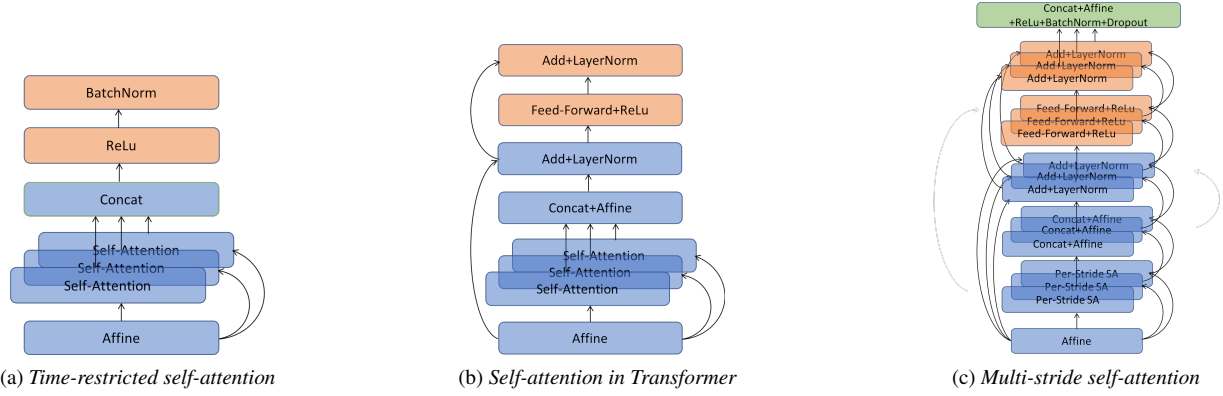 BatchNorm
ReLu
Concat
Self-Attention
Self-Attention
Self-Attention
Affine
(a) Time-restricted self-attention
Add+LayerNorm
Feed-Forward+ReLu
Add+LayerNorm
Concat+Affine
Self-Attention
Self-Attention
Self-Attention
Affine
(b) Self-attention in Transformer
Concat+Affine
+ReLu+BatchNorm+Dropout
Add+LayerNorm
Add+LayerNorm
Add+LayerNorm
Feed-Forward+ReLu
Feed-Forward+ReLu
Feed-Forward+ReLu
Add+LayerNorm
Add+LayerNorm
Add+LayerNorm
Concat+Affine
Concat+Affine
Concat+Affine
Per-Stride SA
Per-Stride SA
Per-Stride SA
Affine
(c) Multi-stride self-attention